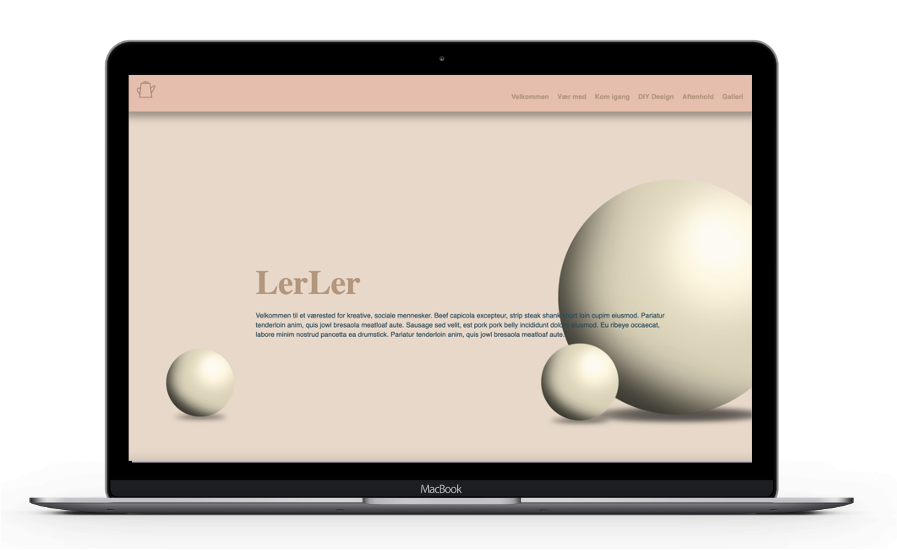 Velkommen Vær med Kom igang DIY Design Aftenhold Galleri
LerLer
Velkommen til et værested for kreative, sociale mennesker. Beef capicola excepteur, strip steak shank short loin cupim eiusmod. Pariatur
tenderloin anim, quis jowl bresaola meatloaf aute. Sausage sed velit, est pork pork belly incididunt dolore eiusmod. Eu ribeye occaecat,
labore minim nostrud pancetta ea drumstick. Pariatur tenderloin anim, quis jowl bresaola meatloaf aute.
MacBook